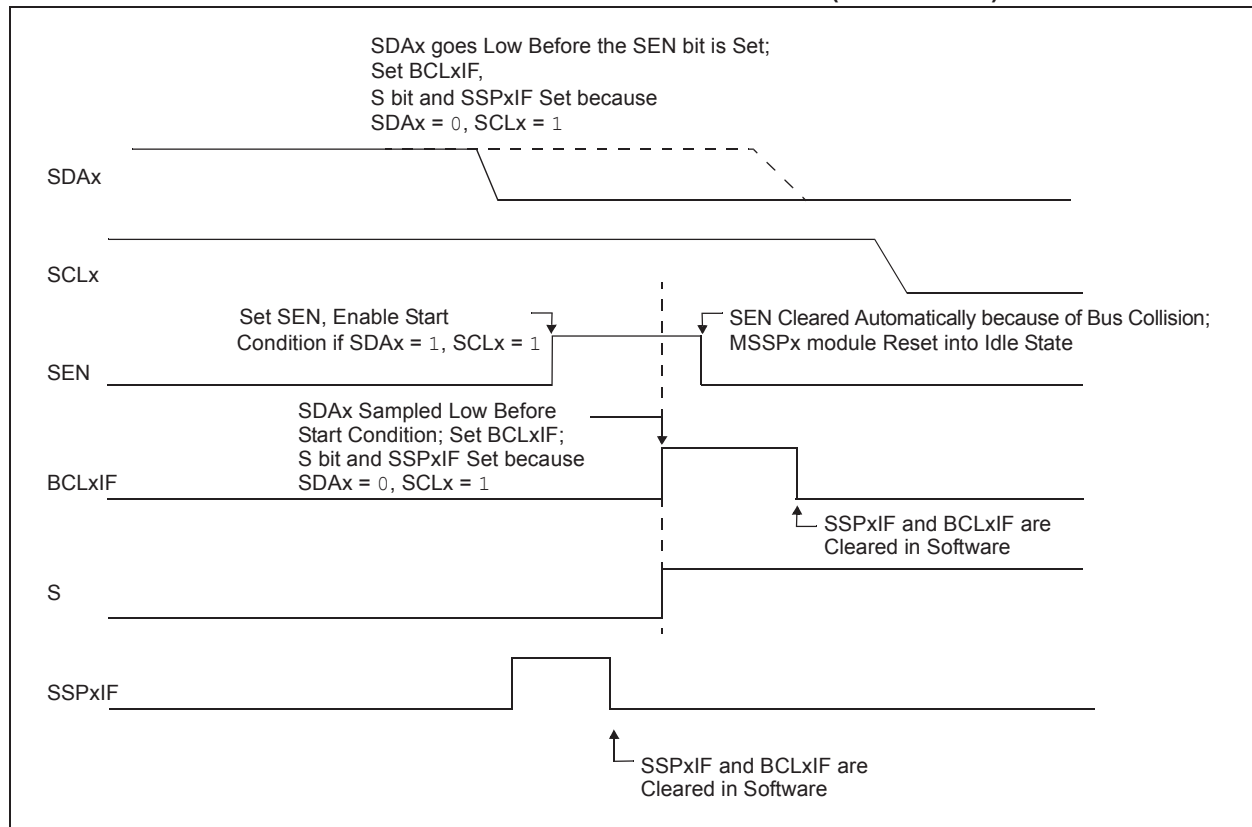 SDAx goes Low Before the SEN bit is Set;
Set BCLxIF,
S bit and SSPxIF Set because
SDAx = 0, SCLx = 1
SDAx
SCLx
Set SEN, Enable Start
Condition if SDAx = 1, SCLx = 1
SEN Cleared Automatically because of Bus Collision;
MSSPx module Reset into Idle State
SEN
SDAx Sampled Low Before
Start Condition; Set BCLxIF;
S bit and SSPxIF Set because
SDAx = 0, SCLx = 1
BCLxIF
SSPxIF and BCLxIF are
Cleared in Software
S
SSPxIF
SSPxIF and BCLxIF are
Cleared in Software